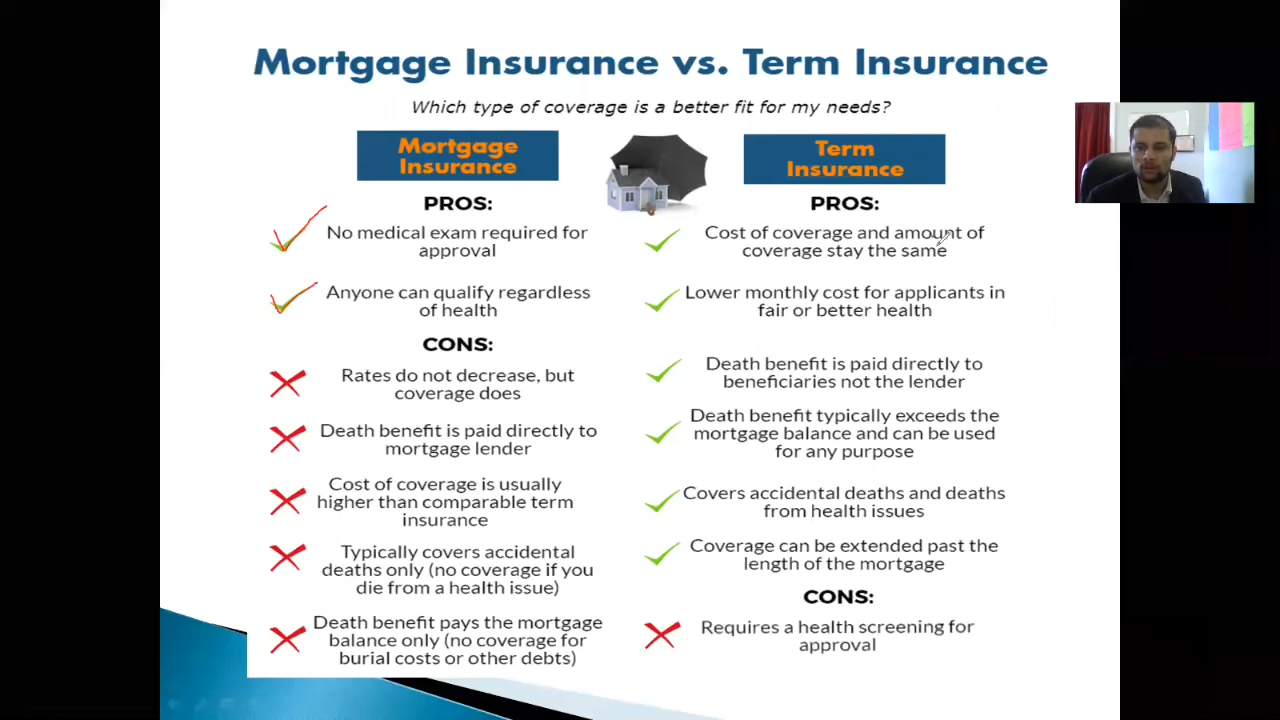 Mortgage Insurance vs. Term Insurance
Which type of coverage is a better fit for my needs?
Mortgage
Insurance
PROS:
No medical exam required for
approval
Anyone can qualify regardless
of health
CONS:
Rates do not decrease, but
coverage does
Death benefit is paid directly to
mortgage lender
Cost of coverage is usually
higher than comparable term
insurance
Typically covers accidental
deaths only (no coverage if you
die from a health issue)
Death benefit pays the mortgage
balance only (no coverage for
burial costs or other debts)
Term
Insurance
PROS:
Cost of coverage and amount of
coverage stay the same
Lower monthly cost for applicants in
fair or better health
Death benefit is paid directly to
beneficiaries not the lender
Death benefit typically exceeds the
mortgage balance and can be used
for any purpose
Covers accidental deaths and deaths
from health issues
Coverage can be extended past the
length of the mortgage
CONS:
Requires a health screening for
approval